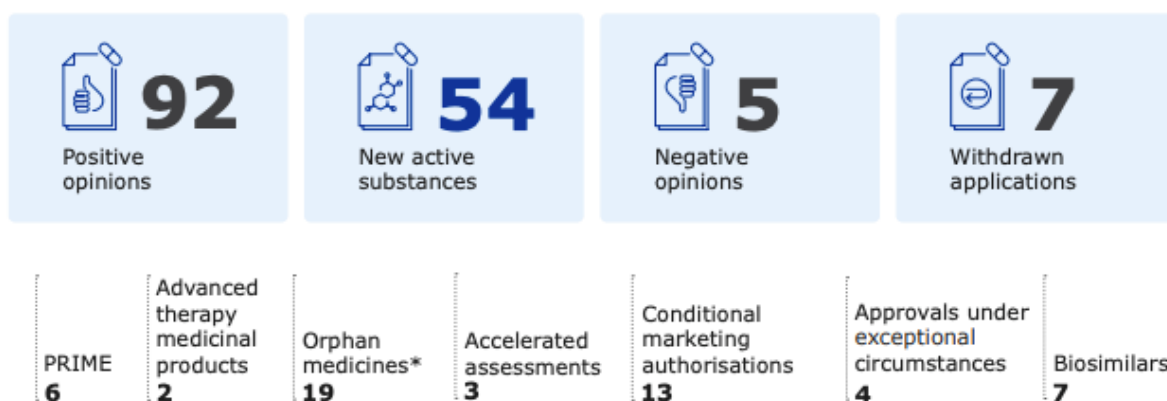 92
Positive
opinions
54
New active
substances
5
Negative
opinions
7
Withdrawn
applications
PRIME
6
Advanced
therapy
medicinal
products
2
Orphan
medicines*
19
Accelerated
assessments
3
Conditional
marketing
authorisations
13
Approvals under
exceptional
circumstances
4
Biosimilars
7